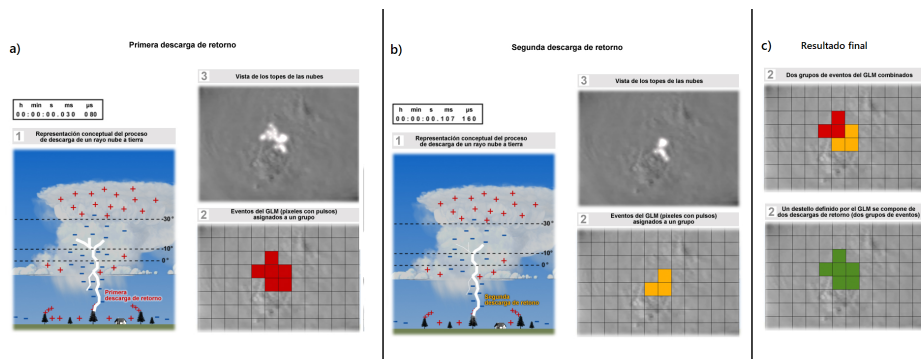 a)
Primera descarga de retorno
h min s ms µs
00:00:00.030 080
1
Representación conceptual del proceso
de descarga de un rayo nube a tierra
-30°
-10°
0°
Primera
descarga de retorno
3
Vista de los topes de las nubes
2
Eventos del GLM (píxeles con pulsos)
asignados a un grupo
b)
Segunda descarga de retorno
h min s ms µs
00:00:00.107 160
1
Representación conceptual del proceso
de descarga de un rayo nube a tierra
-30°
-10°
0°
Segunda
descarga de retorno
3
Vista de los topes de las nubes
2
Eventos del GLM (píxeles con pulsos)
asignados a un grupo
c)
Resultado final
2
Dos grupos de eventos del GLM combinados
2
Un destello definido por el GLM se compone de
dos descargas de retorno (dos grupos de eventos)